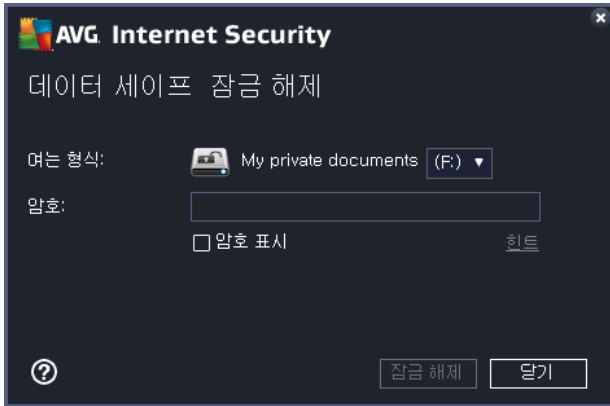 AVG. Internet Security
데이터 세이프 잠금 해제
여는 형식: My private documents (F:)
암호:
암호 표시 힌트
잠금 해제 닫기